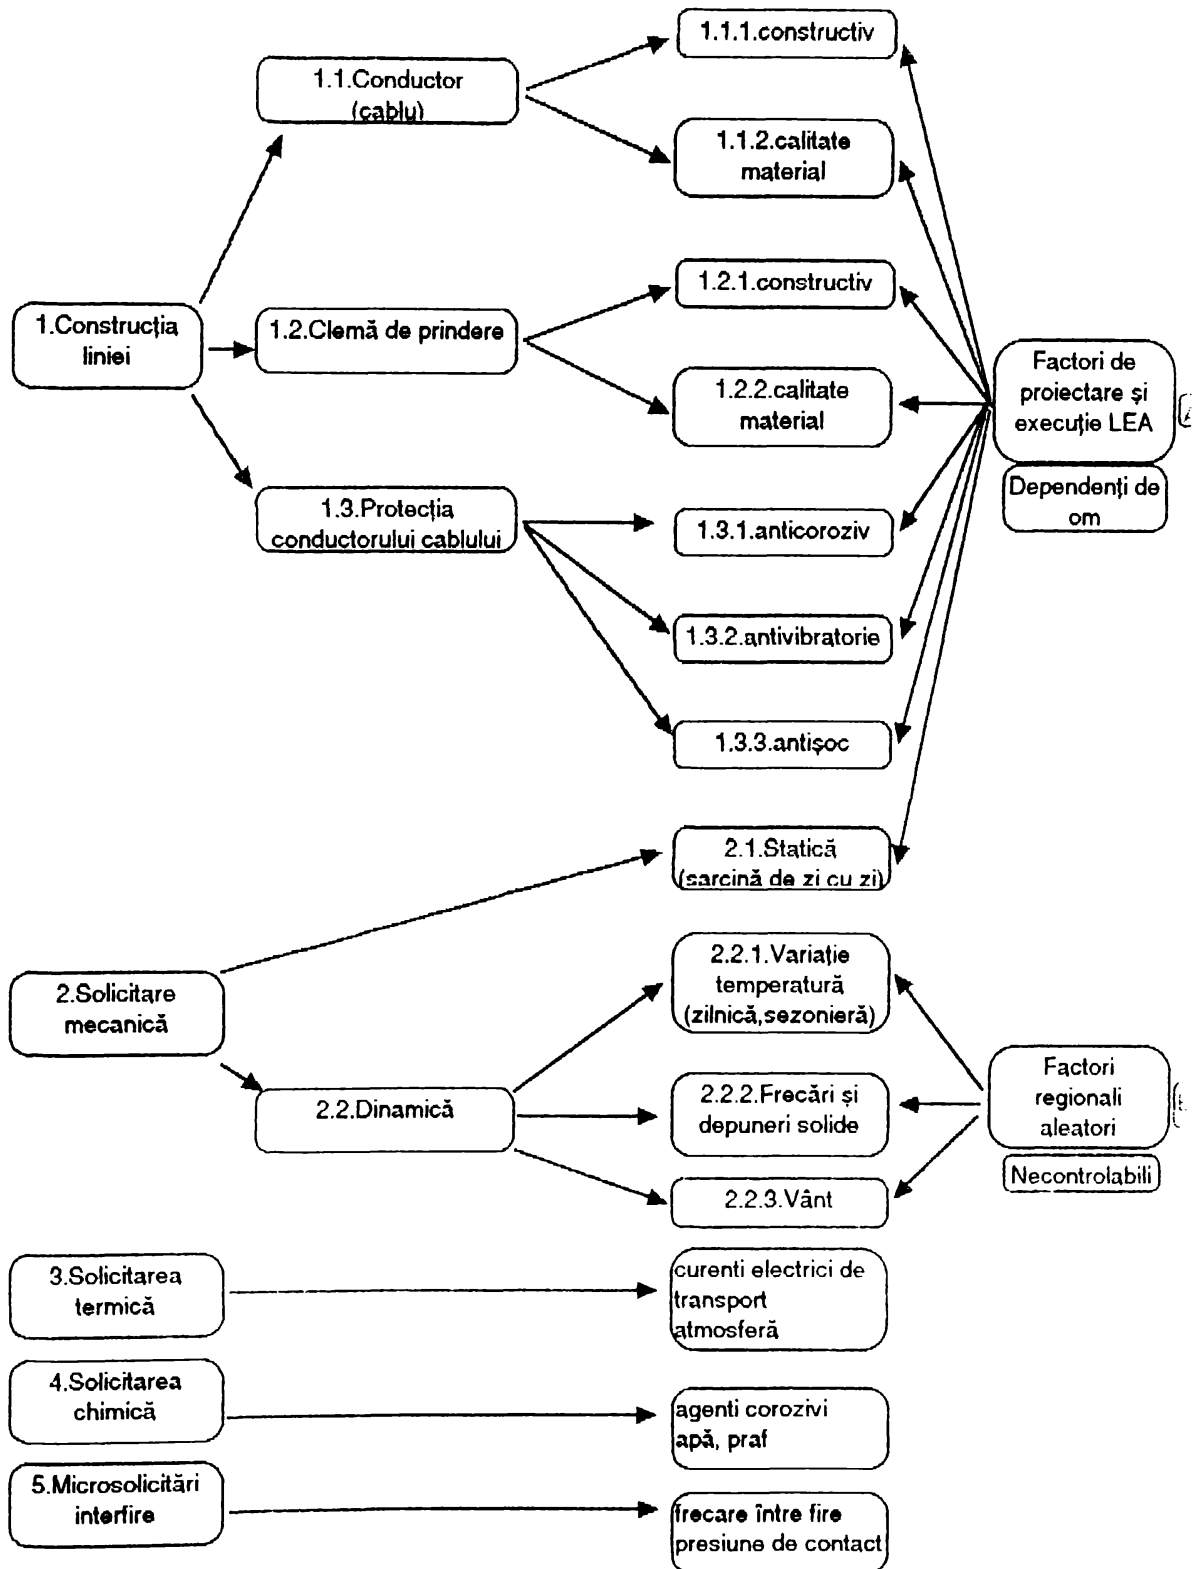 1.1.1.constructiv
1.1.Conductor
(cablu)
1.1.2.calitate
material
1.2.1.constructiv
1.Construcția
liniei
1.2.Clemă de prindere
1.2.2.calitate
material
Factori de
proiectare și
execuție LEA
Dependenți de
om
1.3.Protecția
conductorului cablului
1.3.1.anticoroziv
1.3.2.antivibratorie
1.3.3.antișoc
2.1.Statică
(sarcină de zi cu zi)
2.Solicitare
mecanică
2.2.1.Variație
temperatură
(zilnică,sezonieră)
2.2.Dinamică
2.2.2.Frecări și
depuneri solide
Factori
regionali
aleatori
Necontrolabili
2.2.3.Vânt
3.Solicitarea
termică
curenti electrici de
transport
atmosferă
4.Solicitarea
chimică
agenti corozivi
apă, praf
5.Microsolicitări
interfire
frecare între fire
presiune de contact